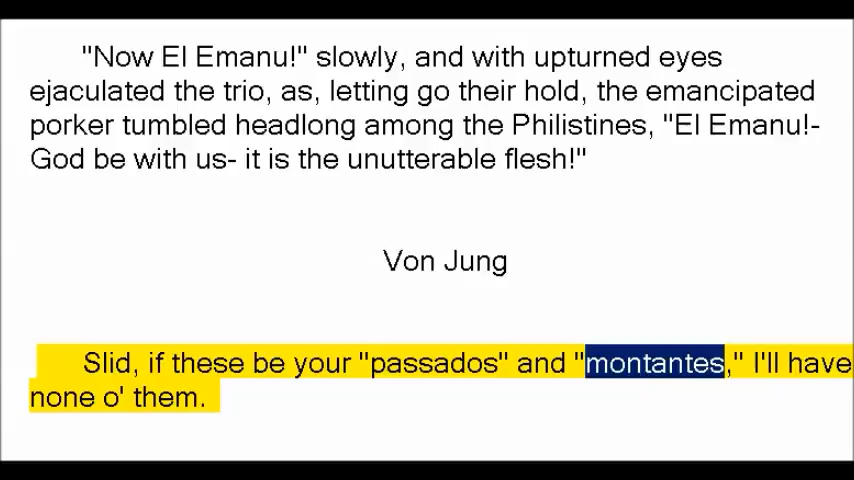 "Now El Emanu!" slowly, and with upturned eyes
ejaculated the trio, as, letting go their hold, the emancipated
porker tumbled headlong among the Philistines, "El Emanu!-
God be with us- it is the unutterable flesh!"
Von Jung
Slid, if these be your "passados" and "montantes," I'll have
none o' them.